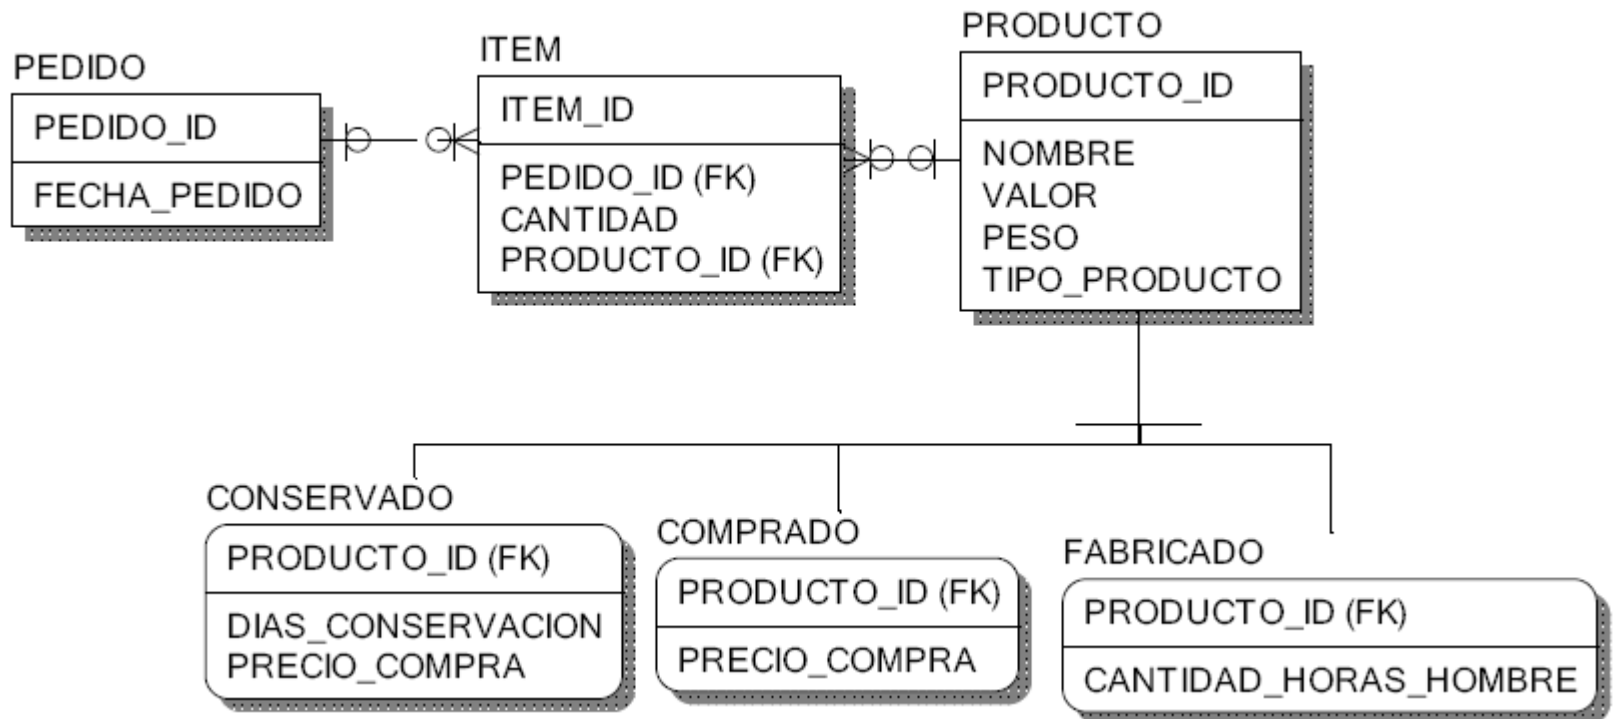 PEDIDO
PEDIDO_ID
FECHA_PEDIDO
ITEM
ITEM_ID
PEDIDO_ID (FK)
CANTIDAD
PRODUCTO_ID (FK)
PRODUCTO
PRODUCTO_ID
NOMBRE
VALOR
PESO
TIPO_PRODUCTO
CONSERVADO
PRODUCTO_ID (FK)
DIAS_CONSERVACION
PRECIO_COMPRA
COMPRADO
PRODUCTO_ID (FK)
PRECIO_COMPRA
FABRICADO
PRODUCTO_ID (FK)
CANTIDAD_HORAS_HOMBRE